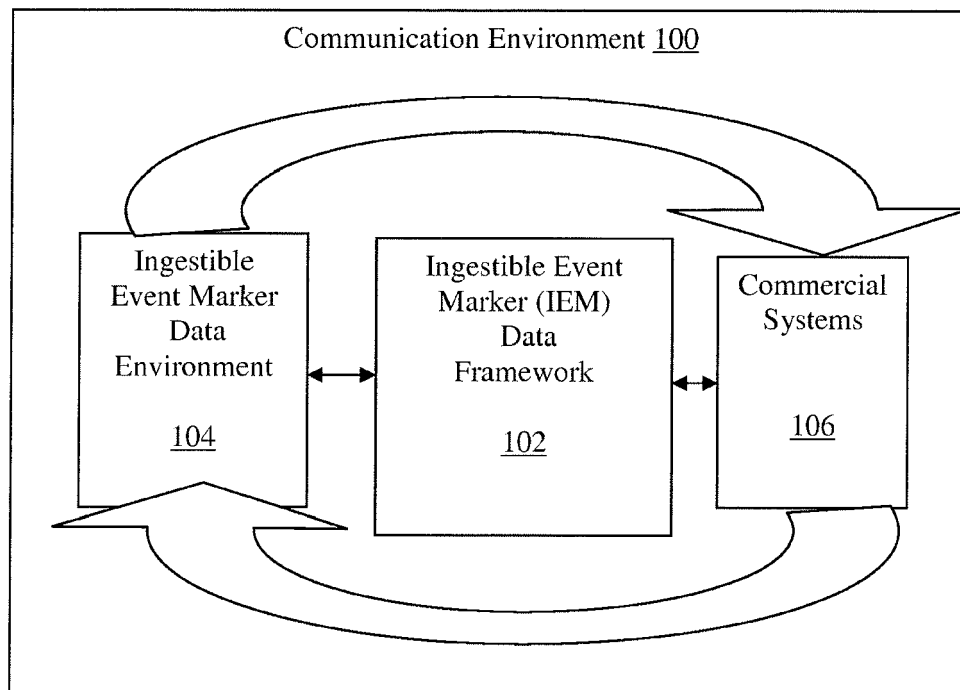 Communication Environment 100
Ingestible
Event Marker
Data
Environment
104
Ingestible Event
Marker (IEM)
Data
Framework
102
Commercial
Systems
106